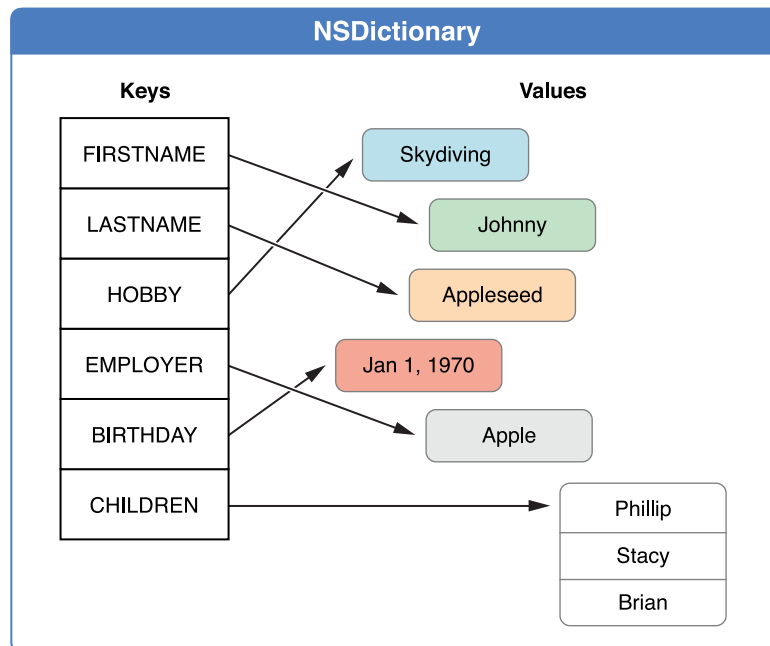 NSDictionary
Keys
Values
FIRSTNAME
LASTNAME
HOBBY
EMPLOYER
BIRTHDAY
CHILDREN
Skydiving
Johnny
Appleseed
Jan 1, 1970
Apple
Phillip
Stacy
Brian